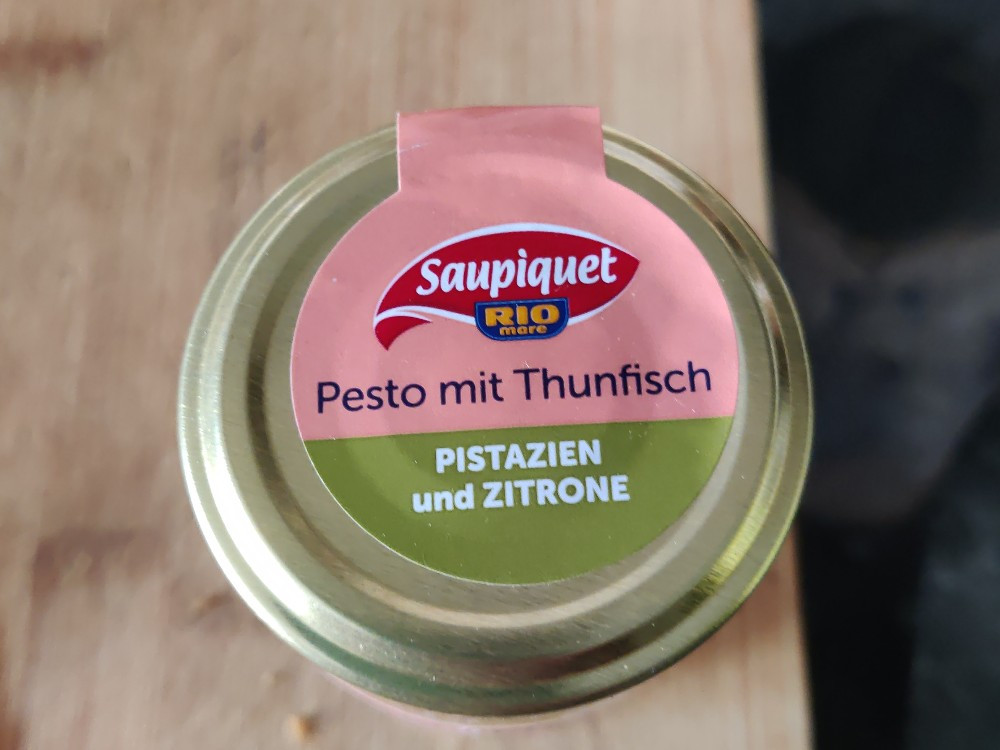 Saupiquet
RIO
mare
Pesto mit Thunfisch
PISTAZIEN
und ZITRONE